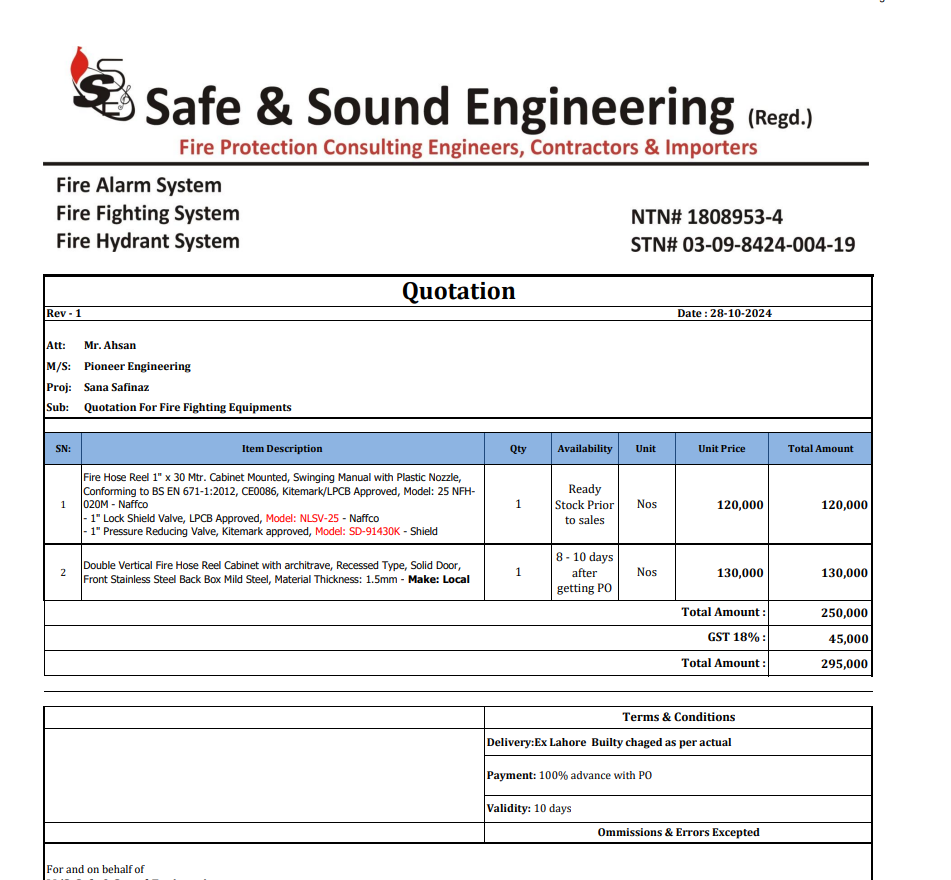 Safe & Sound Engineering (Regd.)
Fire Protection Consulting Engineers, Contractors & Importers
Fire Alarm System
Fire Fighting System
Fire Hydrant System
NTN# 1808953-4
STN# 03-09-8424-004-19
Quotation
Rev - 1
Date : 28-10-2024
Att: Mr. Ahsan
M/S: Pioneer Engineering
Proj: Sana Safinaz
Sub: Quotation For Fire Fighting Equipments
SN: Item Description Qty Availability Unit Unit Price Total Amount
1
Fire Hose Reel 1" x 30 Mtr. Cabinet Mounted, Swinging Manual with Plastic Nozzle,
Conforming to BS EN 671-1:2012, CE0086, Kitemark/LPCB Approved, Model: 25 NFH-
020M - Naffco
- 1" Lock Shield Valve, LPCB Approved, Model: NLSV-25 - Naffco
- 1" Pressure Reducing Valve, Kitemark approved, Model: SD-91430K - Shield
1
Ready
Stock Prior
to sales
Nos
120,000
120,000
2
Double Vertical Fire Hose Reel Cabinet with architrave, Recessed Type, Solid Door,
Front Stainless Steel Back Box Mild Steel, Material Thickness: 1.5mm - Make: Local
1
8 - 10 days
after
getting PO
Nos
130,000
130,000
Total Amount : 250,000
GST 18% : 45,000
Total Amount : 295,000
Terms & Conditions
Delivery:Ex Lahore Builty chaged as per actual
Payment: 100% advance with PO
Validity: 10 days
Ommissions & Errors Excepted
For and on behalf of